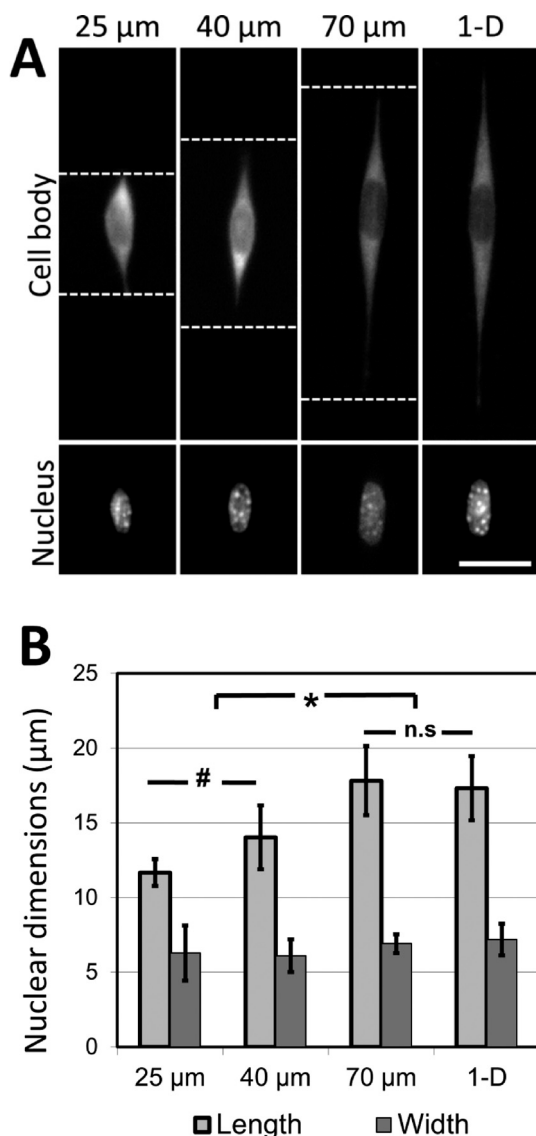 A
25 µm 40 µm 70 µm 1-D
Cell body
Nucleus
B
Nuclear dimensions (µm)
25
20
15
10
5
0
*
n.s
#
25 µm 40 µm 70 µm 1-D
Length Width